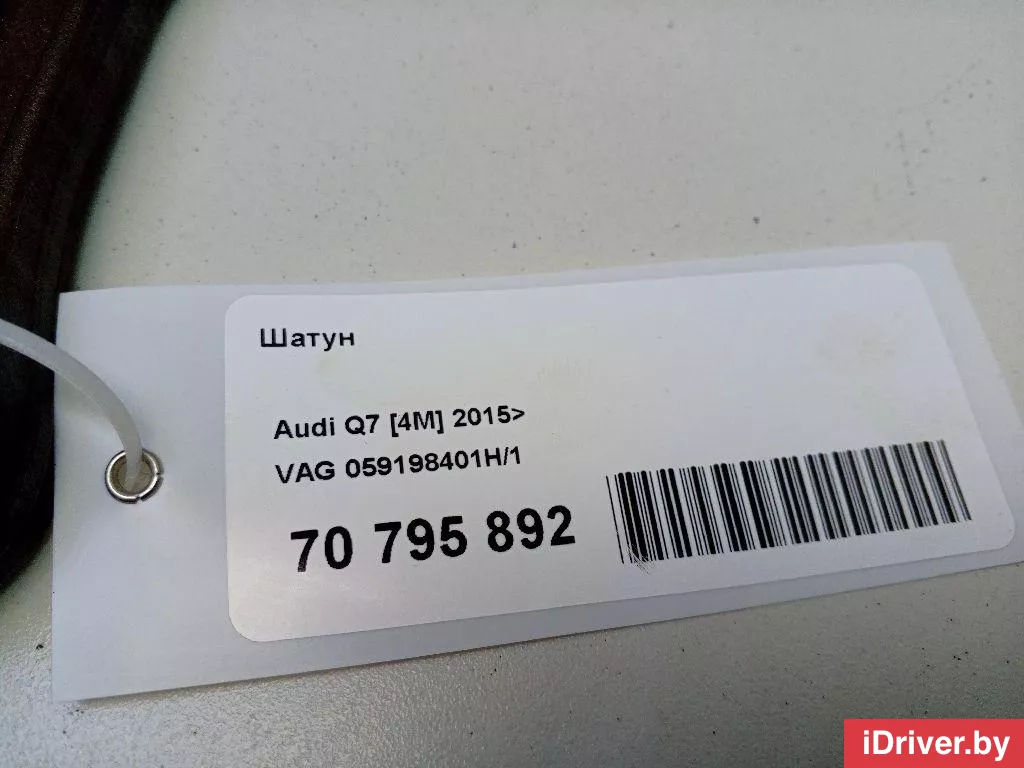 Шатун
Audi Q7 [4M] 2015>
VAG 059198401H/1
70 795 892
iDriver.by